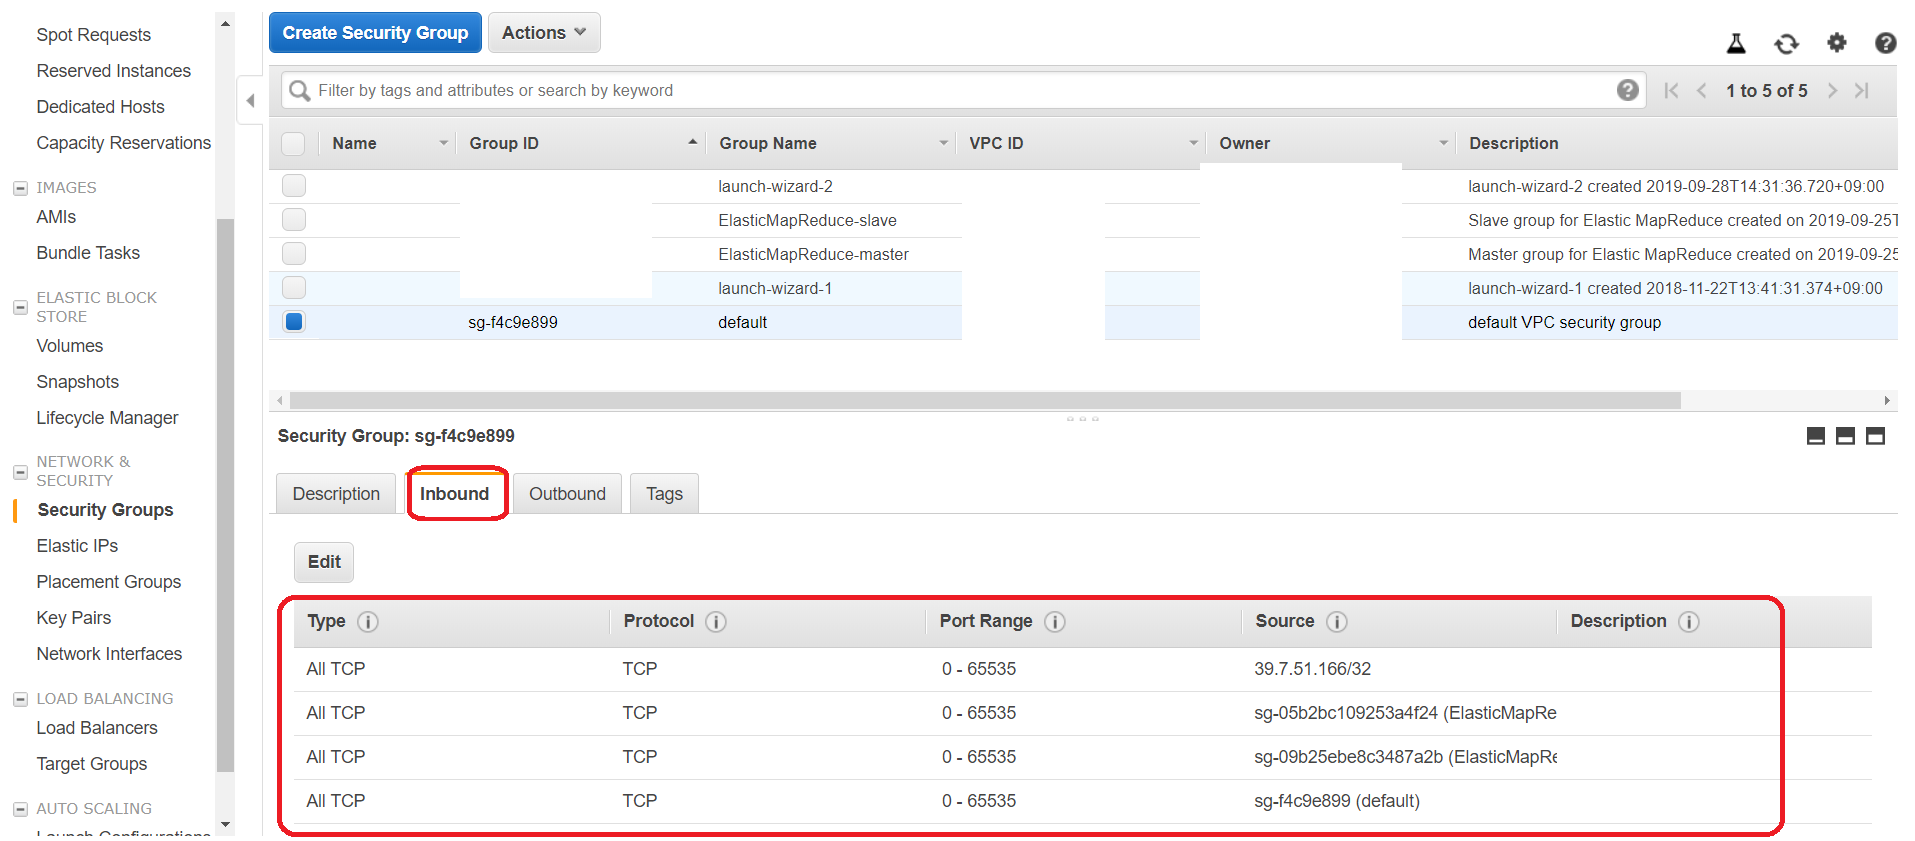 Spot Requests
Reserved Instances
Dedicated Hosts
Capacity Reservations
IMAGES
AMIs
Bundle Tasks
ELASTIC BLOCK
STORE
Volumes
Snapshots
Lifecycle Manager
NETWORK &
SECURITY
Security Groups
Elastic IPs
Placement Groups
Key Pairs
Network Interfaces
LOAD BALANCING
Load Balancers
Target Groups
AUTO SCALING
Launch Configurations
Create Security Group Actions
Filter by tags and attributes or search by keyword 1 to 5 of 5
Name Group ID Group Name VPC ID Owner Description
launch-wizard-2 launch-wizard-2 created 2019-09-28T14:31:36.720+09:00
ElasticMapReduce-slave Slave group for Elastic MapReduce created on 2019-09-25T
ElasticMapReduce-master Master group for Elastic MapReduce created on 2019-09-25
launch-wizard-1 launch-wizard-1 created 2018-11-22T13:41:31.374+09:00
sg-f4c9e899 default default VPC security group
Security Group: sg-f4c9e899
Description Inbound Outbound Tags
Edit
Type Protocol Port Range Source Description
All TCP TCP 0 - 65535 39.7.51.166/32
All TCP TCP 0 - 65535 sg-05b2bc109253a4f24 (ElasticMapRe
All TCP TCP 0 - 65535 sg-09b25ebe8c3487a2b (ElasticMapRe
All TCP TCP 0 - 65535 sg-f4c9e899 (default)